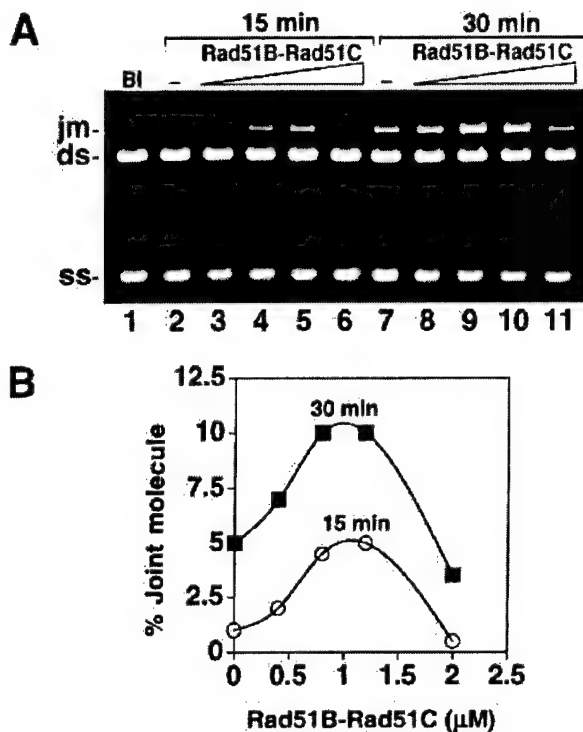 A
15 min
30 min
Rad51B-Rad51C
Rad51B-Rad51C
Bl
–
–
jm-
ds-
ss-
1 2 3 4 5 6 7 8 9 10 11
B
12.5
10
7.5
5
2.5
0
% Joint molecule
30 min
15 min
0 0.5 1 1.5 2 2.5
Rad51B-Rad51C (µM)